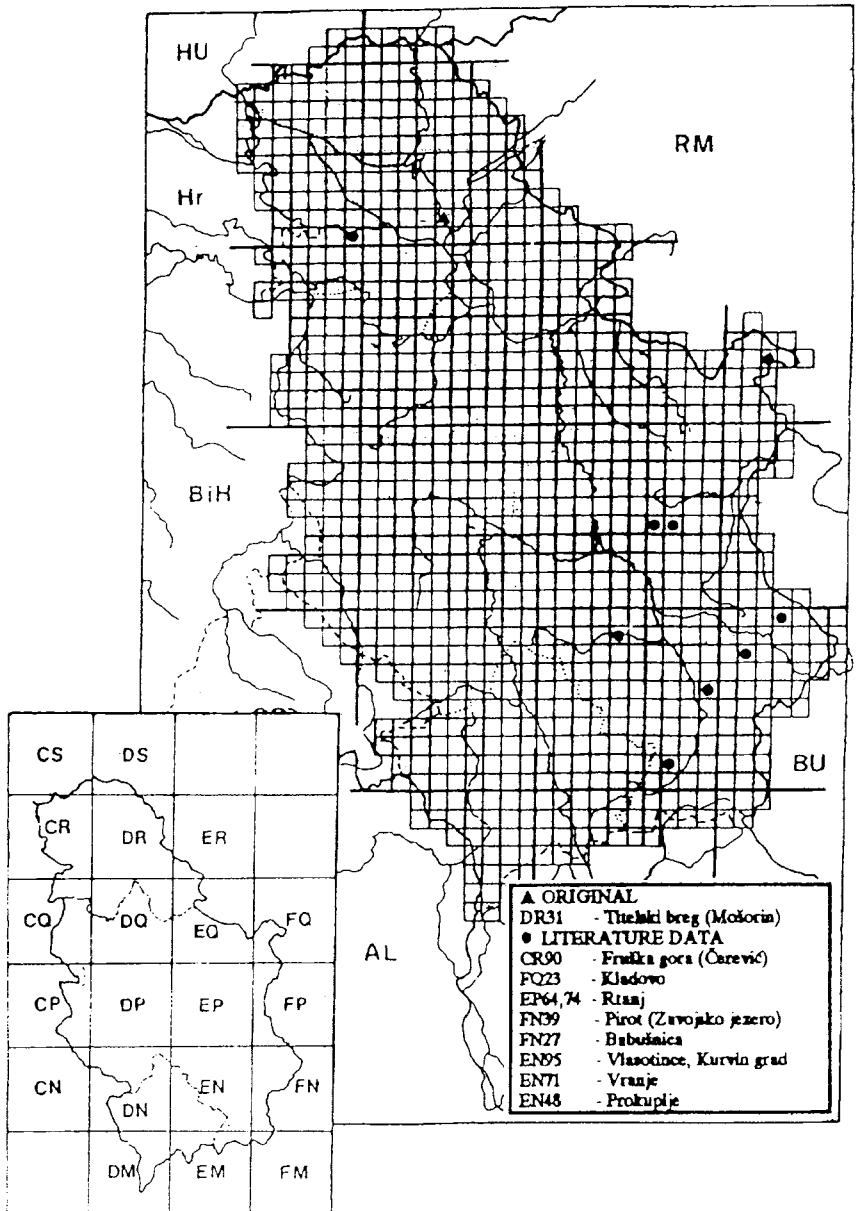 HU
RM
Hr
BiH
BU
AL
CS DS
CR DR ER
CQ DQ EQ FQ
CP DP EP FP
CN DN EN FN
DM EM FM
▲ ORIGINAL
DR31 - Titelski breg (Mošorin)
● LITERATURE DATA
CR90 - Fruška gora (Čarević)
FQ23 - Kladovo
EP64,74 - Rtanj
FN39 - Pirot (Zavojsko jezero)
FN27 - Babušnica
EN95 - Vlasotince, Kurvin grad
EN71 - Vranje
EN48 - Prokuplje